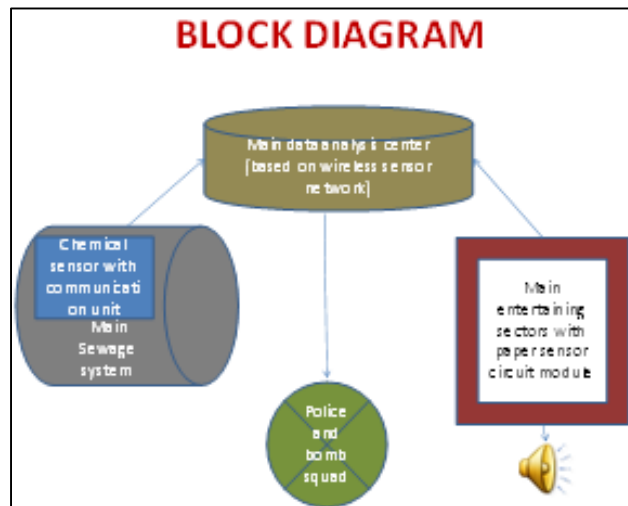 BLOCK DIAGRAM
Main data analysis center
(based on wireless sensor
network)
Chemical
sensor with
communicati
on unit
Main
Sewage
system
Main
entertaining
sectors with
paper sensor
circuit module
Police
and
bomb
squad